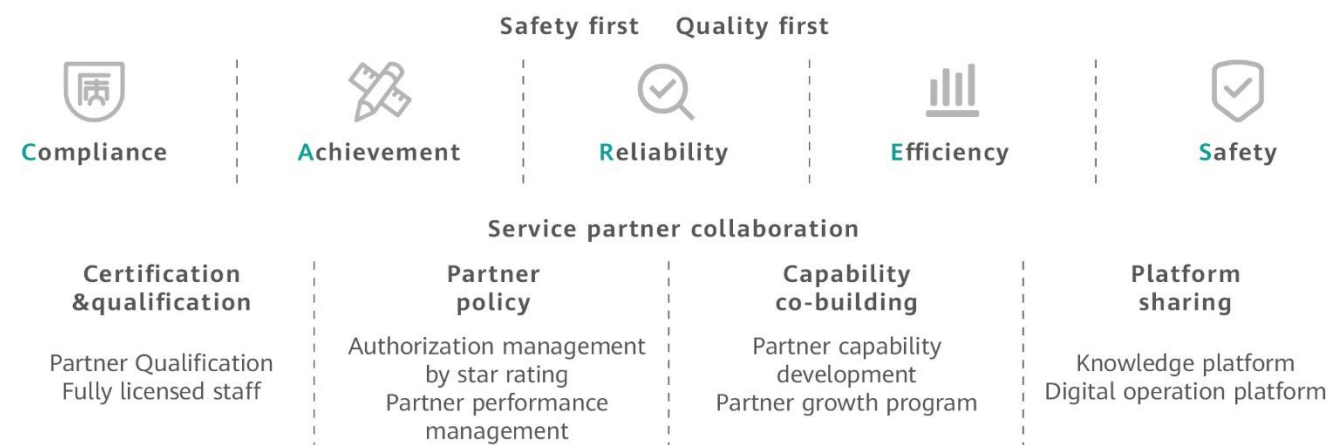 Safety first Quality first
Compliance
Achievement
Reliability
Efficiency
Safety
Service partner collaboration
Certification
&qualification
Partner Qualification
Fully licensed staff
Partner
policy
Authorization management
by star rating
Partner performance
management
Capability
co-building
Partner capability
development
Partner growth program
Platform
sharing
Knowledge platform
Digital operation platform